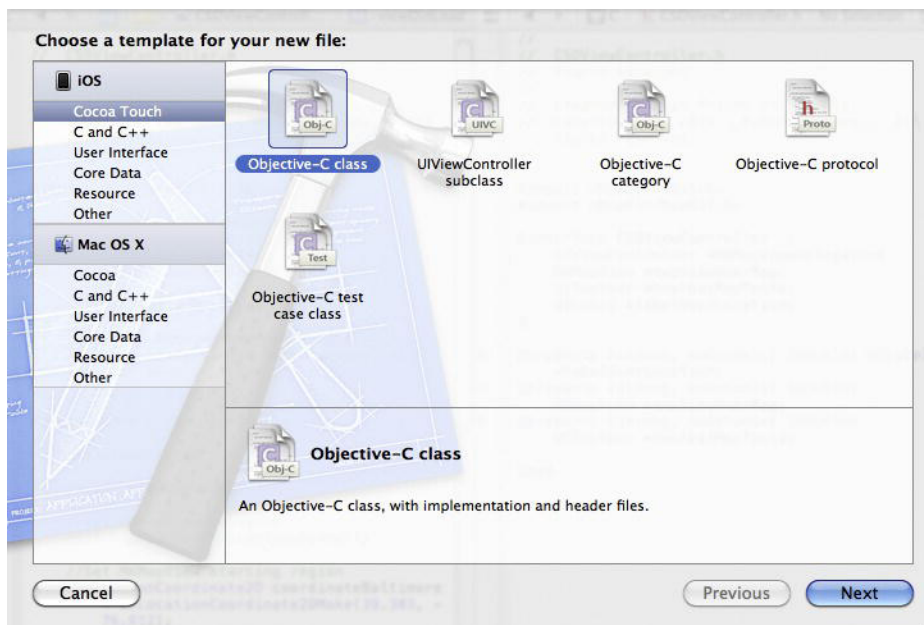 Choose a template for your new file:
iOS
Cocoa Touch
C and C++
User Interface
Core Data
Resource
Other
Mac OS X
Cocoa
C and C++
User Interface
Core Data
Resource
Other
Obj-C
Objective-C class
UIVC
UIViewController
subclass
Obj-C
Objective-C
category
h
Proto
Objective-C protocol
Test
Objective-C test
case class
Obj-C
Objective-C class
An Objective-C class, with implementation and header files.
Cancel
Previous
Next